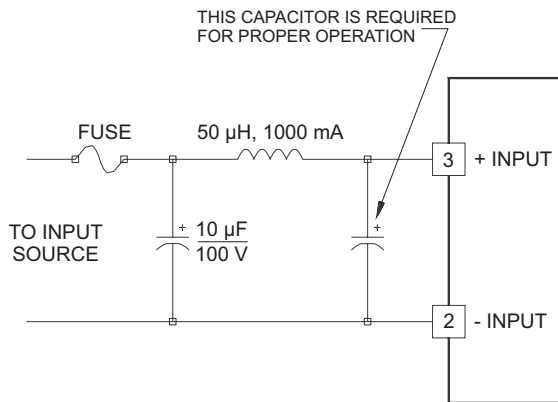 THIS CAPACITOR IS REQUIRED
FOR PROPER OPERATION
FUSE
50 µH, 1000 mA
3
+ INPUT
TO INPUT
SOURCE
+
10 µF
100 V
+
2
- INPUT